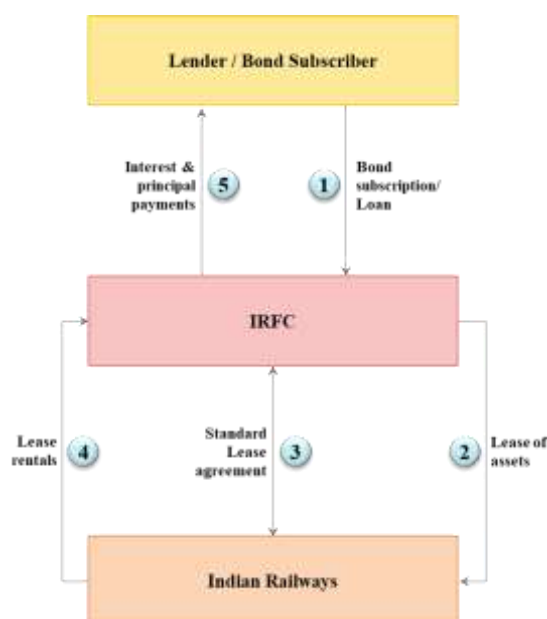 Lender / Bond Subscriber
Interest &
principal
payments
5
1
Bond
subscription/
Loan
IRFC
Lease
rentals
4
Standard
Lease
agreement
3
2
Lease of
assets
Indian Railways